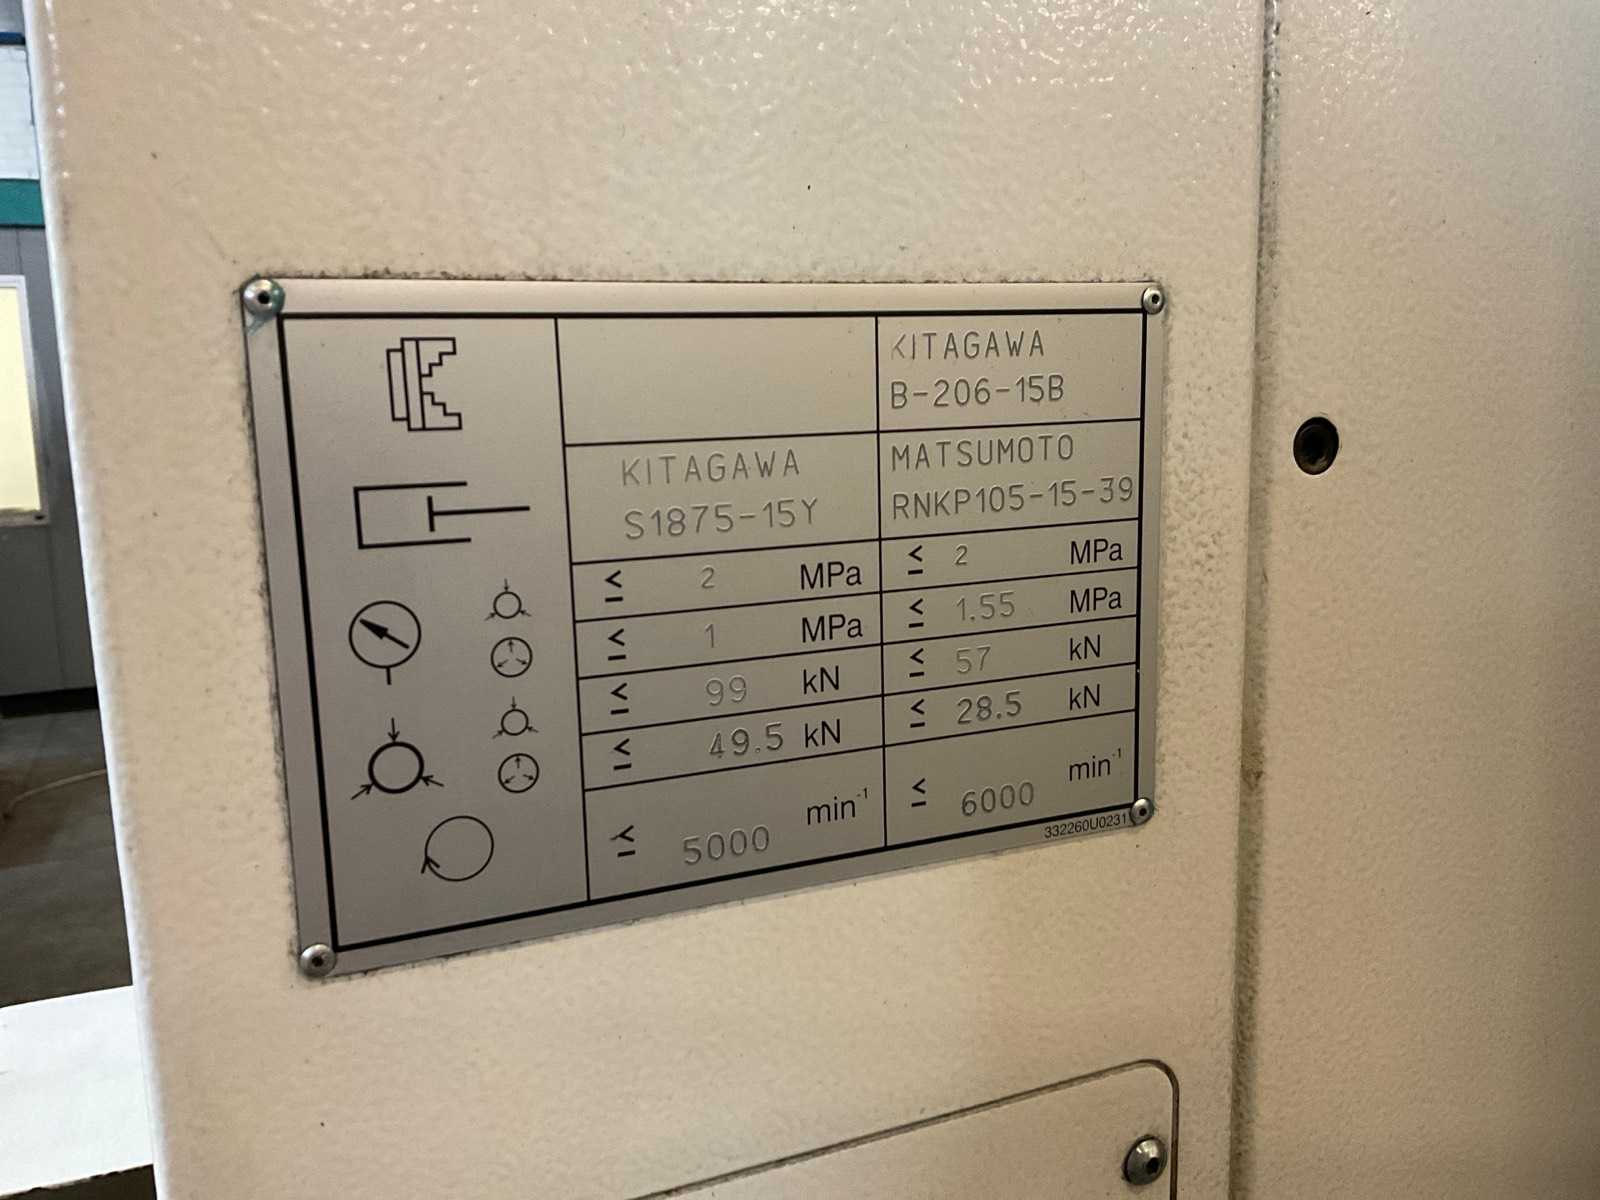 KITAGAWA
B-206-15B
KITAGAWA
S1875-15Y
MATSUMOTO
RNKP105-15-39
≤ 2 MPa
≤ 2 MPa
≤ 1 MPa
≤ 1.55 MPa
≤ 99 kN
≤ 57 kN
≤ 49.5 kN
≤ 28.5 kN
≤ 5000 min⁻¹
≤ 6000 min⁻¹
332260U0231